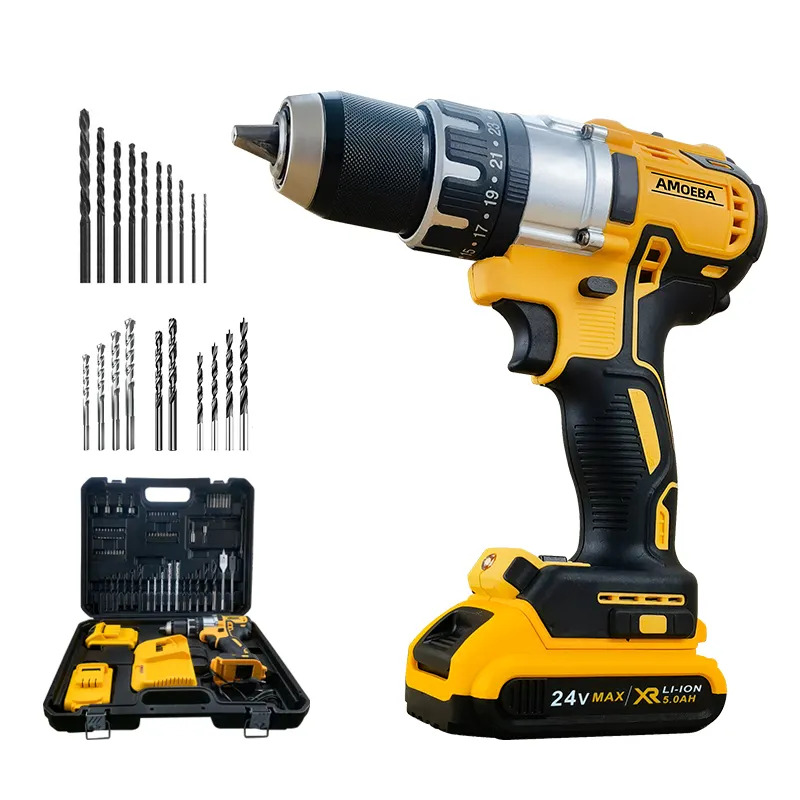 AMOEBA
15 • 17 • 19 • 21 • 23
24V MAX XR LI-ION
5.0AH